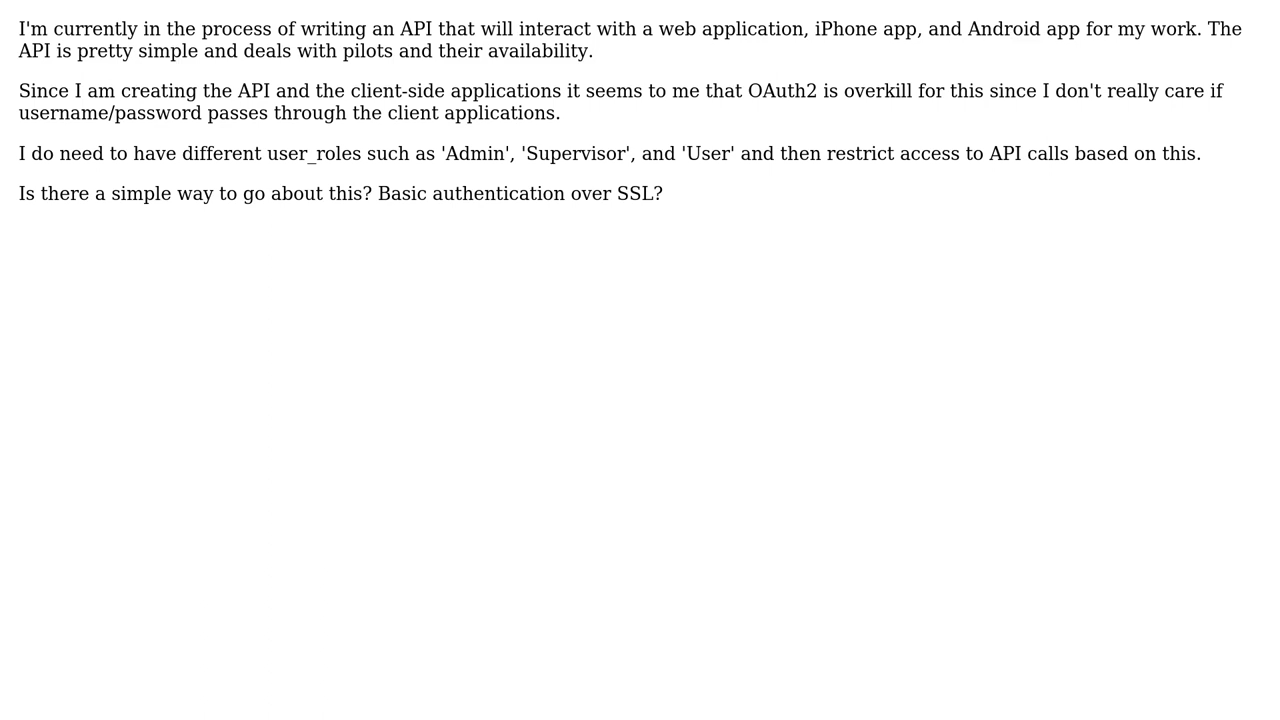 I'm currently in the process of writing an API that will interact with a web application, iPhone app, and Android app for my work. The
API is pretty simple and deals with pilots and their availability.
Since I am creating the API and the client-side applications it seems to me that OAuth2 is overkill for this since I don't really care if
username/password passes through the client applications.
I do need to have different user_roles such as 'Admin', 'Supervisor', and 'User' and then restrict access to API calls based on this.
Is there a simple way to go about this? Basic authentication over SSL?